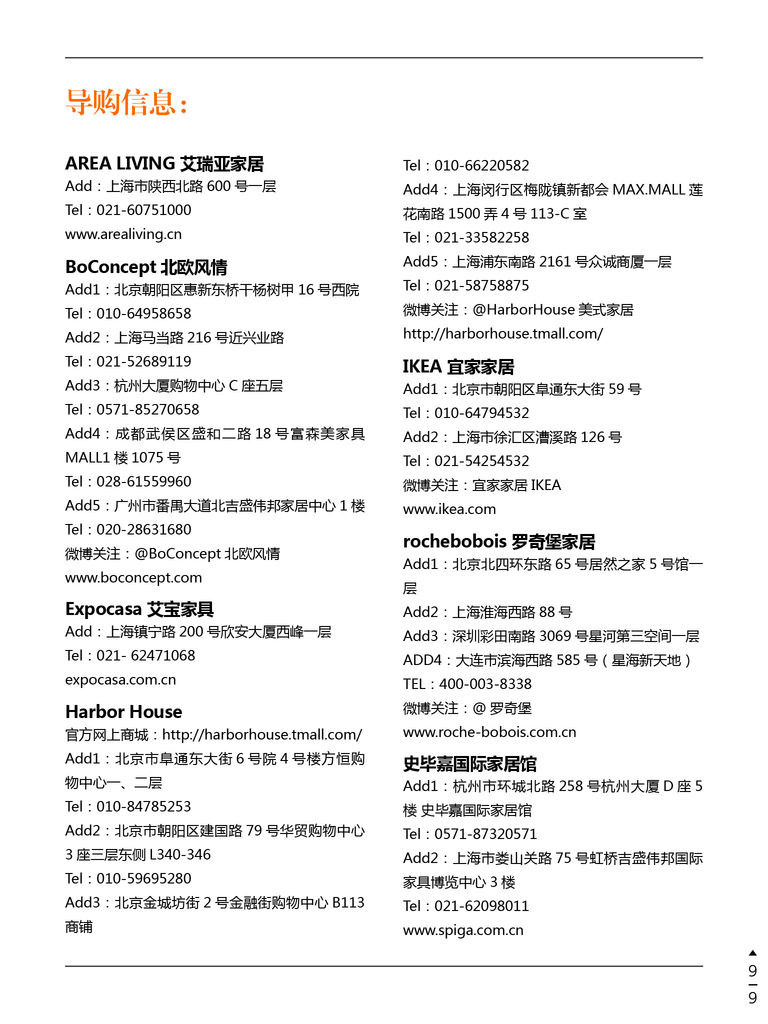 导购信息：
AREA LIVING 艾瑞亚家居
Add：上海市陕西北路 600 号一层
Tel：021-60751000
www.arealiving.cn
BoConcept 北欧风情
Add1：北京朝阳区惠新东桥干杨树甲 16 号西院
Tel：010-64958658
Add2：上海马当路 216 号近兴业路
Tel：021-52689119
Add3：杭州大厦购物中心 C 座五层
Tel：0571-85270658
Add4：成都武侯区盛和二路 18 号富森美家具
MALL1 楼 1075 号
Tel：028-61559960
Add5：广州市番禺大道北吉盛伟邦家居中心 1 楼
Tel：020-28631680
微博关注：@BoConcept 北欧风情
www.boconcept.com
Expocasa 艾宝家具
Add：上海镇宁路 200 号欣安大厦西峰一层
Tel：021- 62471068
expocasa.com.cn
Harbor House
官方网上商城：http://harborhouse.tmall.com/
Add1：北京市阜通东大街 6 号院 4 号楼方恒购
物中心一、二层
Tel：010-84785253
Add2：北京市朝阳区建国路 79 号华贸购物中心
3 座三层东侧 L340-346
Tel：010-59695280
Add3：北京金城坊街 2 号金融街购物中心 B113
商铺
Tel：010-66220582
Add4：上海闵行区梅陇镇新都会 MAX.MALL 莲
花南路 1500 弄 4 号 113-C 室
Tel：021-33582258
Add5：上海浦东南路 2161 号众诚商厦一层
Tel：021-58758875
微博关注：@HarborHouse 美式家居
http://harborhouse.tmall.com/
IKEA 宜家家居
Add1：北京市朝阳区阜通东大街 59 号
Tel：010-64794532
Add2：上海市徐汇区漕溪路 126 号
Tel：021-54254532
微博关注：宜家家居 IKEA
www.ikea.com
rochebobois 罗奇堡家居
Add1：北京北四环东路 65 号居然之家 5 号馆一
层
Add2：上海淮海西路 88 号
Add3：深圳彩田南路 3069 号星河第三空间一层
ADD4：大连市滨海西路 585 号（星海新天地）
TEL：400-003-8338
微博关注：@ 罗奇堡
www.roche-bobois.com.cn
史毕嘉国际家居馆
Add1：杭州市环城北路 258 号杭州大厦 D 座 5
楼 史毕嘉国际家居馆
Tel：0571-87320571
Add2：上海市娄山关路 75 号虹桥吉盛伟邦国际
家具博览中心 3 楼
Tel：021-62098011
www.spiga.com.cn
9
9